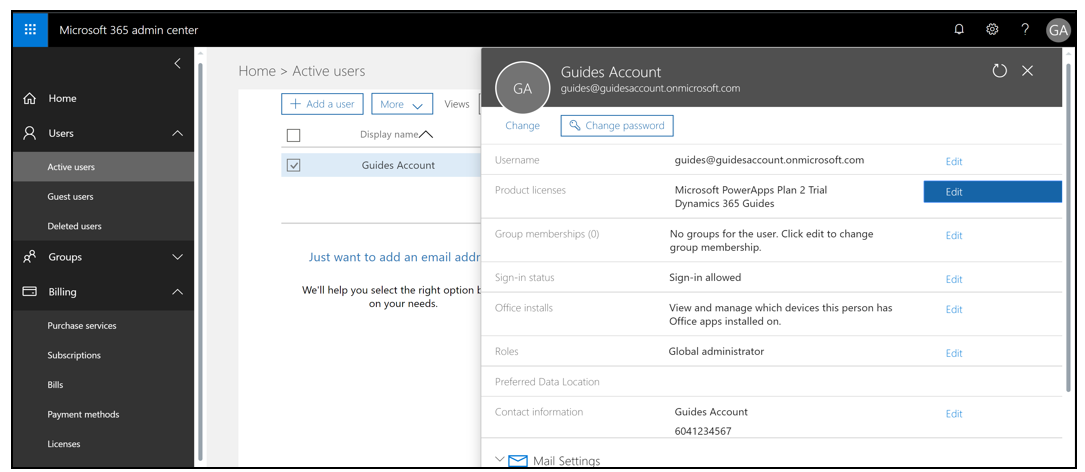 Microsoft 365 admin center
GA
Home
Users
Active users
Guest users
Deleted users
Groups
Billing
Purchase services
Subscriptions
Bills
Payment methods
Licenses
Home > Active users
+ Add a user
More
Views
Display name
Guides Account
Just want to add an email addr
We'll help you select the right option b
on your needs.
GA
Guides Account
guides@guidesaccount.onmicrosoft.com
Change
Change password
Username guides@guidesaccount.onmicrosoft.com Edit
Product licenses Microsoft PowerApps Plan 2 Trial Edit
Dynamics 365 Guides
Group memberships (0) No groups for the user. Click edit to change Edit
group membership.
Sign-in status Sign-in allowed Edit
Office installs View and manage which devices this person has Edit
Office apps installed on.
Roles Global administrator Edit
Preferred Data Location
Contact information Guides Account Edit
6041234567
Mail Settings